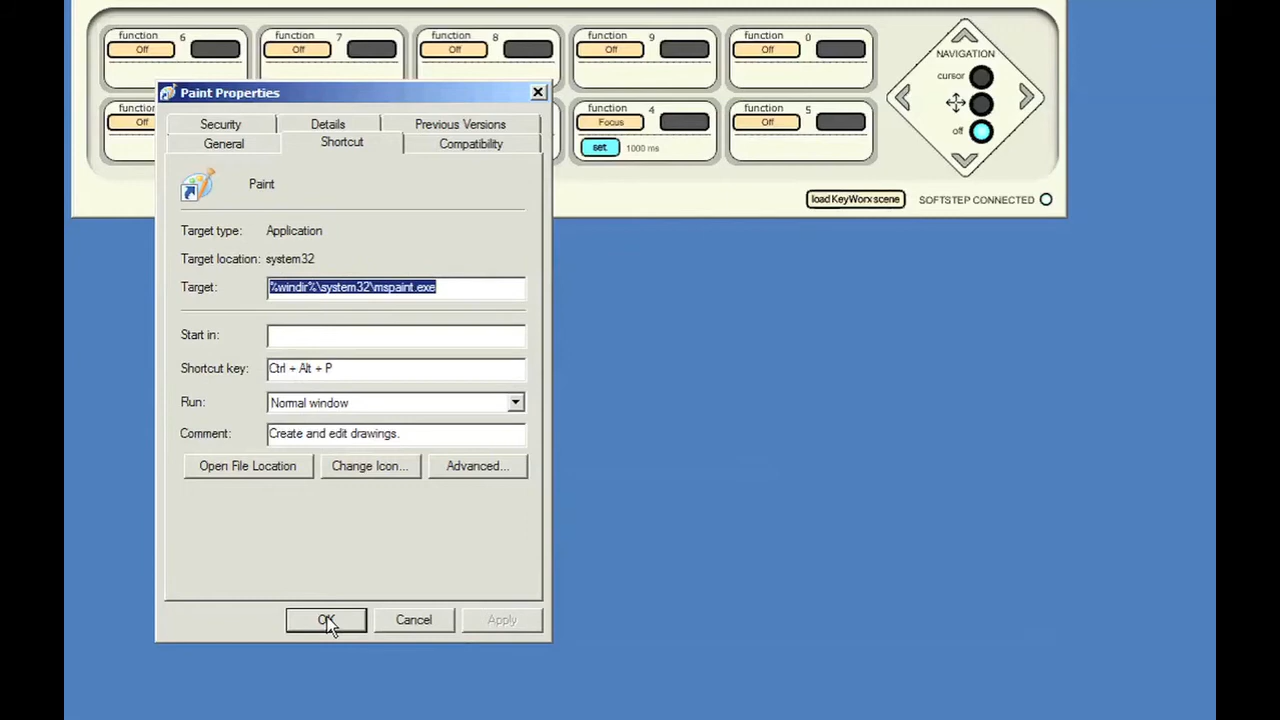 function 6
Off
function 7
Off
function 8
Off
function 9
Off
function 0
Off
NAVIGATION
cursor
off
function
Off
function 4
Focus
set 1000 ms
function 5
Off
load KeyWorx scene
SOFTSTEP CONNECTED
Paint Properties
Security
Details
Previous Versions
General
Shortcut
Compatibility
Paint
Target type: Application
Target location: system32
Target: %windir%\system32\mspaint.exe
Start in:
Shortcut key: Ctrl + Alt + P
Run: Normal window
Comment: Create and edit drawings.
Open File Location
Change Icon...
Advanced...
OK
Cancel
Apply